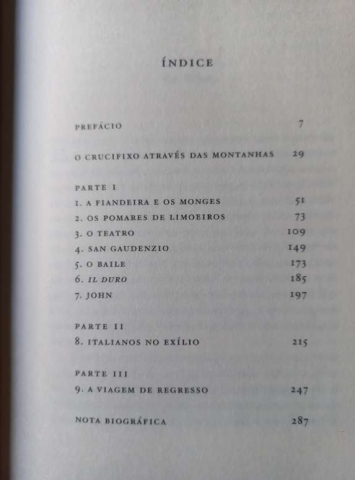 ÍNDICE
PREFÁCIO 7
O CRUCIFIXO ATRAVÉS DAS MONTANHAS 29
PARTE I
1. A FIANDEIRA E OS MONGES 51
2. OS POMARES DE LIMOEIROS 73
3. O TEATRO 109
4. SAN GAUDENZIO 149
5. O BAILE 173
6. IL DURO 185
7. JOHN 197
PARTE II
8. ITALIANOS NO EXÍLIO 215
PARTE III
9. A VIAGEM DE REGRESSO 247
NOTA BIOGRÁFICA 287